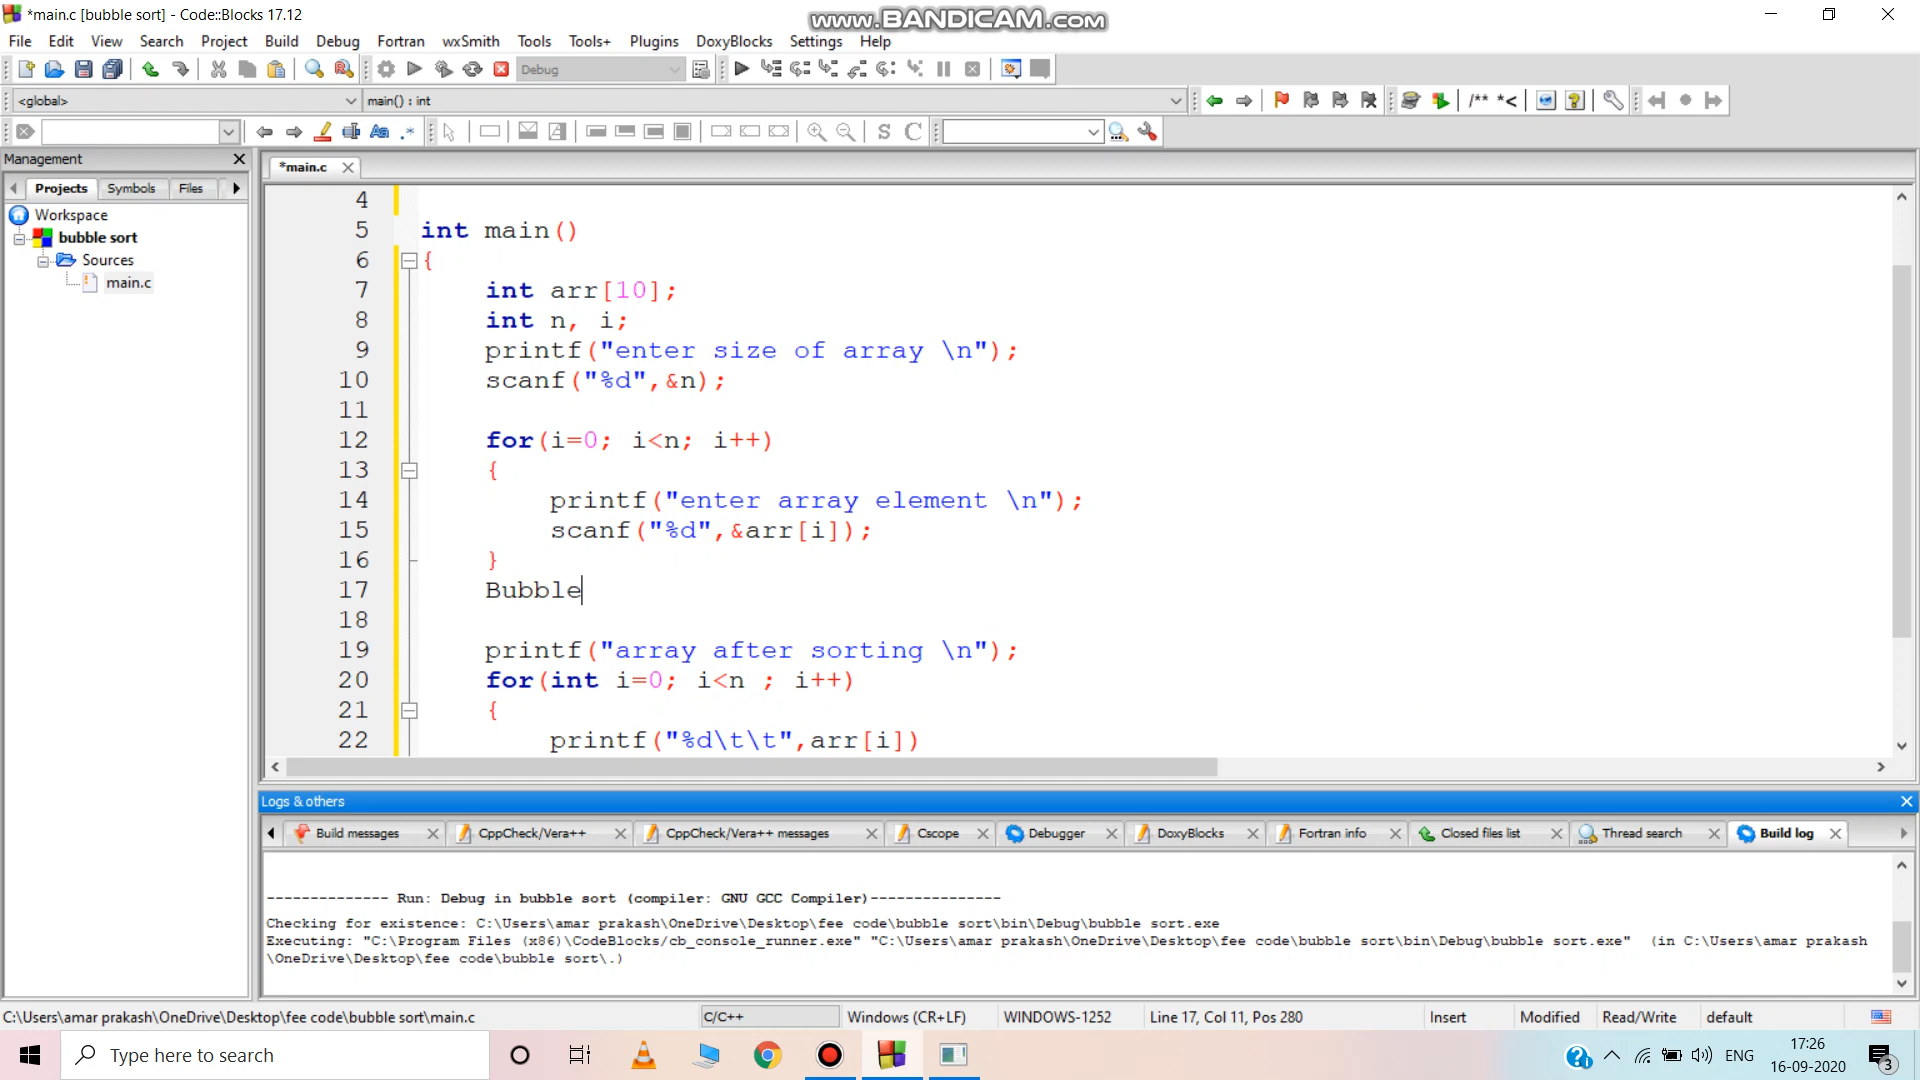 *main.c [bubble sort] - Code::Blocks 17.12
www.BANDICAM.com
File Edit View Search Project Build Debug Fortran wxSmith Tools Tools+ Plugins DoxyBlocks Settings Help
Debug
<global> main() : int
/** *<
Aa .*
S C
Management
*main.c
Projects Symbols Files
Workspace
bubble sort
Sources
main.c
4
5 int main()
6 {
7 int arr[10];
8 int n, i;
9 printf("enter size of array \n");
10 scanf("%d",&n);
11
12 for(i=0; i<n; i++)
13 {
14 printf("enter array element \n");
15 scanf("%d",&arr[i]);
16 }
17 Bubble
18
19 printf("array after sorting \n");
20 for(int i=0; i<n ; i++)
21 {
22 printf("%d\t\t",arr[i])
Logs & others
Build messages CppCheck/Vera++ CppCheck/Vera++ messages Cscope Debugger DoxyBlocks Fortran info Closed files list Thread search Build log
-------------- Run: Debug in bubble sort (compiler: GNU GCC Compiler)---------------
Checking for existence: C:\Users\amar prakash\OneDrive\Desktop\fee code\bubble sort\bin\Debug\bubble sort.exe
Executing: "C:\Program Files (x86)\CodeBlocks/cb_console_runner.exe" "C:\Users\amar prakash\OneDrive\Desktop\fee code\bubble sort\bin\Debug\bubble sort.exe" (in C:\Users\amar prakash
\OneDrive\Desktop\fee code\bubble sort\.)
C:\Users\amar prakash\OneDrive\Desktop\fee code\bubble sort\main.c C/C++ Windows (CR+LF) WINDOWS-1252 Line 17, Col 11, Pos 280 Insert Modified Read/Write default
Type here to search
ENG
17:26
16-09-2020
3